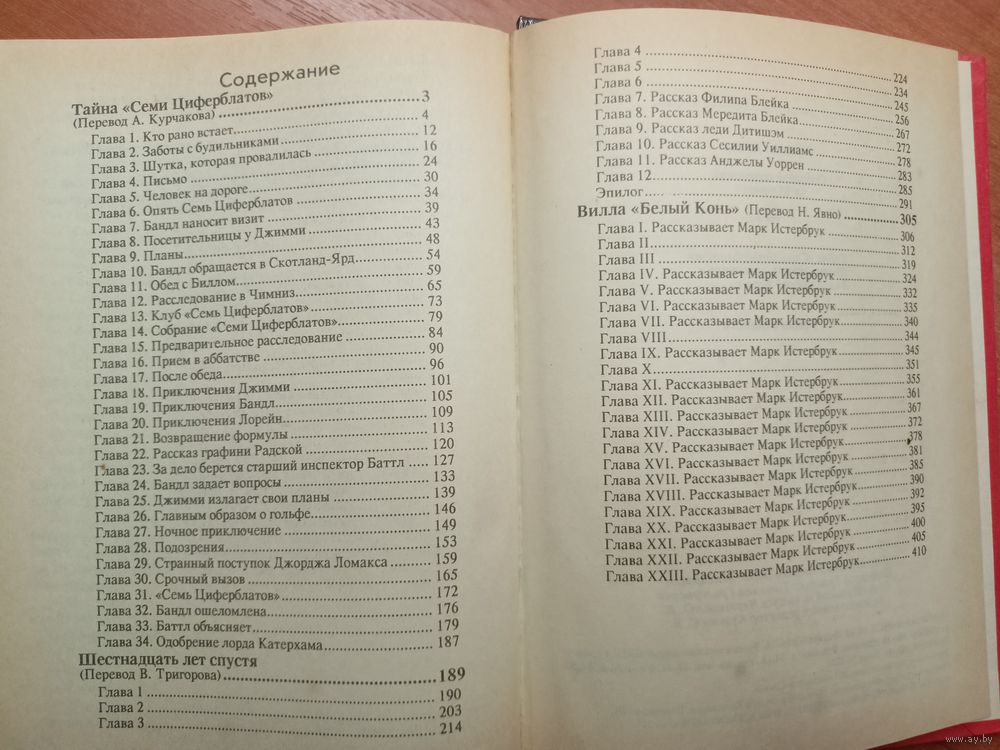 Содержание
Тайна «Семи Циферблатов»
(Перевод А. Курчакова) 3
Глава 1. Кто рано встает 4
Глава 2. Заботы с будильниками 12
Глава 3. Шутка, которая провалилась 16
Глава 4. Письмо 24
Глава 5. Человек на дороге 30
Глава 6. Опять Семь Циферблатов 34
Глава 7. Бандл наносит визит 39
Глава 8. Посетительницы у Джимми 43
Глава 9. Планы 48
Глава 10. Бандл обращается в Скотланд-Ярд 54
Глава 11. Обед с Биллом 59
Глава 12. Расследование в Чимниз 65
Глава 13. Клуб «Семь Циферблатов» 73
Глава 14. Собрание «Семи Циферблатов» 79
Глава 15. Предварительное расследование 84
Глава 16. Прием в аббатстве 90
Глава 17. После обеда 96
Глава 18. Приключения Джимми 101
Глава 19. Приключения Бандл 105
Глава 20. Приключения Лорейн 109
Глава 21. Возвращение формулы 113
Глава 22. Рассказ графини Радской 120
Глава 23. За дело берется старший инспектор Баттл 127
Глава 24. Бандл задает вопросы 133
Глава 25. Джимми излагает свои планы 139
Глава 26. Главным образом о гольфе 146
Глава 27. Ночное приключение 149
Глава 28. Подозрения 153
Глава 29. Странный поступок Джорджа Ломакса 159
Глава 30. Срочный вызов 165
Глава 31. «Семь Циферблатов» 172
Глава 32. Бандл ошеломлена 176
Глава 33. Баттл объясняет 179
Глава 34. Одобрение лорда Катерхама 187
Шестнадцать лет спустя
(Перевод В. Тригорова) 189
Глава 1 190
Глава 2 203
Глава 3 214
Глава 4 224
Глава 5 234
Глава 6 245
Глава 7. Рассказ Филипа Блейка 256
Глава 8. Рассказ Мередита Блейка 267
Глава 9. Рассказ леди Дитишэм 272
Глава 10. Рассказ Сесилии Уиллиамс 278
Глава 11. Рассказ Анджелы Уоррен 283
Глава 12 285
Эпилог 291
Вилла «Белый Конь» (Перевод Н. Явно) 305
Глава I. Рассказывает Марк Истербрук 306
Глава II 312
Глава III 319
Глава IV. Рассказывает Марк Истербрук 324
Глава V. Рассказывает Марк Истербрук 332
Глава VI. Рассказывает Марк Истербрук 335
Глава VII. Рассказывает Марк Истербрук 340
Глава VIII 344
Глава IX. Рассказывает Марк Истербрук 345
Глава X 351
Глава XI. Рассказывает Марк Истербрук 355
Глава XII. Рассказывает Марк Истербрук 361
Глава XIII. Рассказывает Марк Истербрук 367
Глава XIV. Рассказывает Марк Истербрук 372
Глава XV. Рассказывает Марк Истербрук 378
Глава XVI. Рассказывает Марк Истербрук 381
Глава XVII. Рассказывает Марк Истербрук 385
Глава XVIII. Рассказывает Марк Истербрук 390
Глава XIX. Рассказывает Марк Истербрук 392
Глава XX. Рассказывает Марк Истербрук 395
Глава XXI. Рассказывает Марк Истербрук 400
Глава XXII. Рассказывает Марк Истербрук 405
Глава XXIII. Рассказывает Марк Истербрук 410
www.ay.by